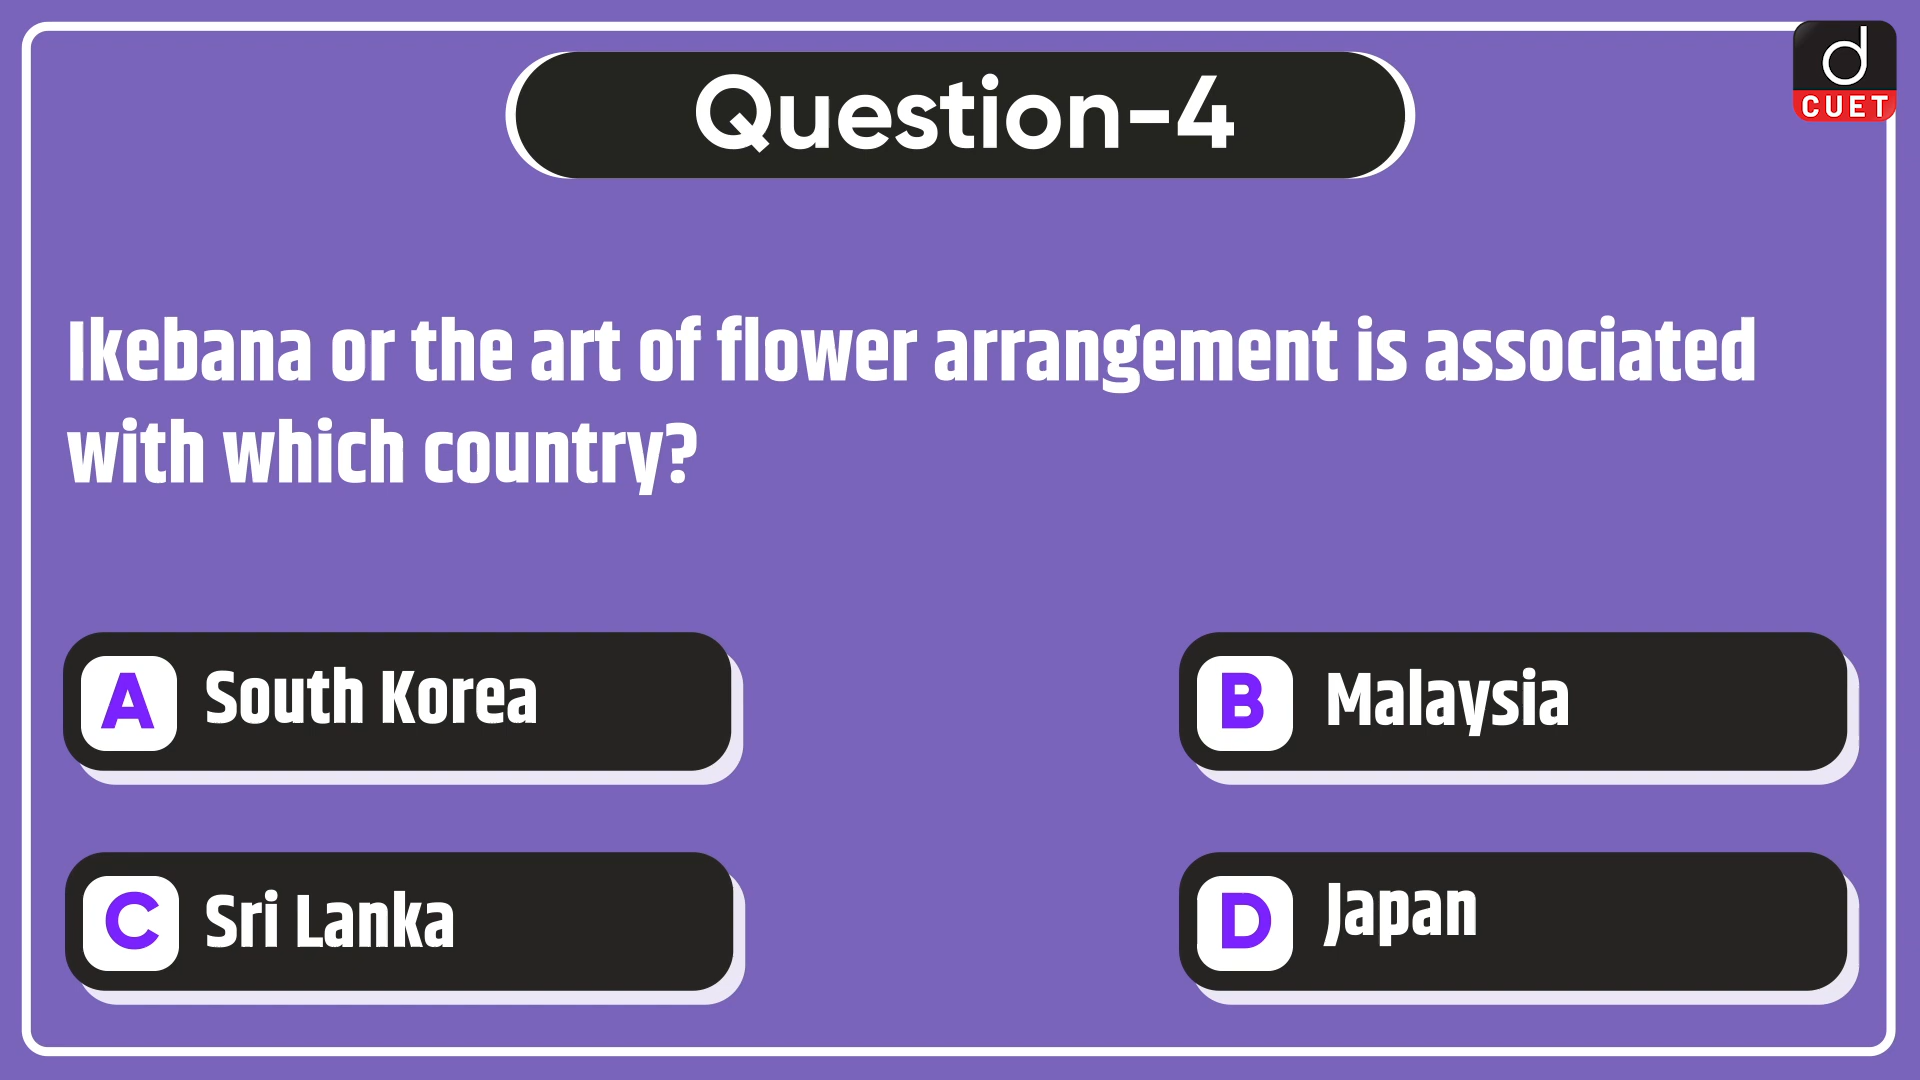 d
CUET
Question-4
Ikebana or the art of flower arrangement is associated
with which country?
A South Korea
B Malaysia
C Sri Lanka
D Japan